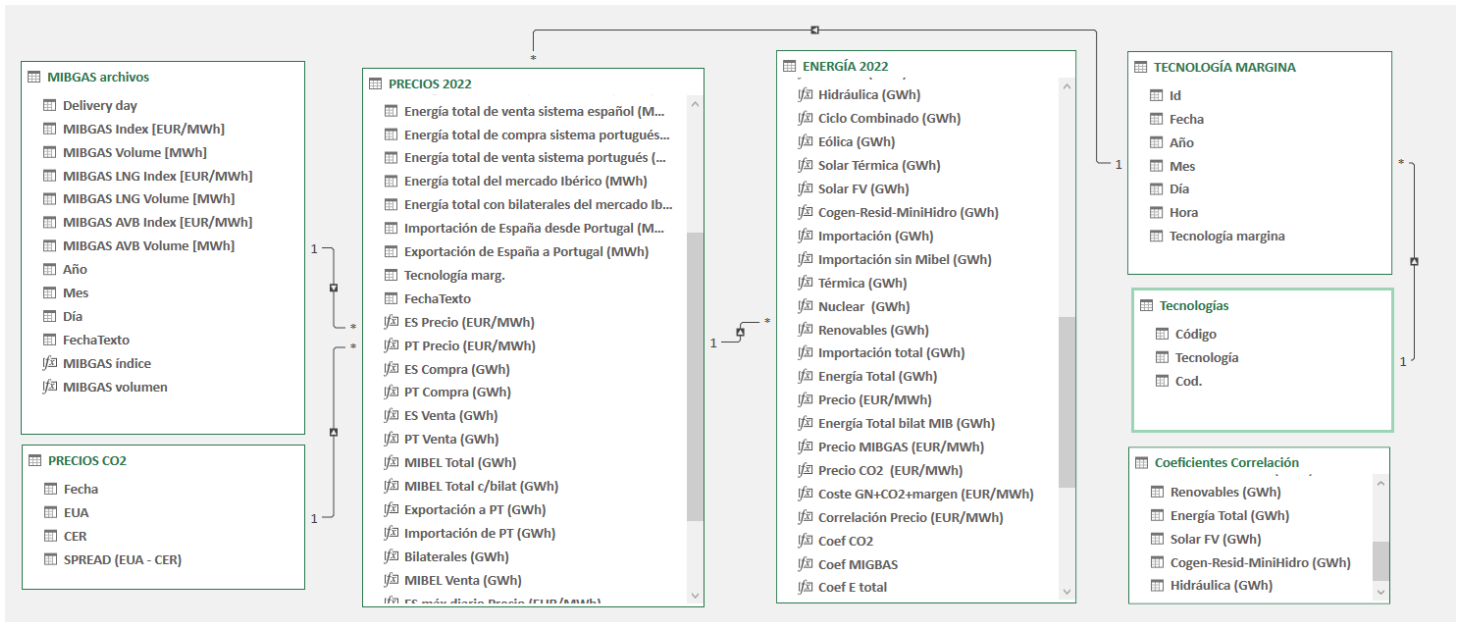 MIBGAS archivos
Delivery day
MIBGAS Index [EUR/MWh]
MIBGAS Volume [MWh]
MIBGAS LNG Index [EUR/MWh]
MIBGAS LNG Volume [MWh]
MIBGAS AVB Index [EUR/MWh]
MIBGAS AVB Volume [MWh]
Año
Mes
Día
FechaTexto
MIBGAS índice
MIBGAS volumen
1
*
PRECIOS CO2
Fecha
EUA
CER
SPREAD (EUA - CER)
1
*
PRECIOS 2022
Energía total de venta sistema español (M...
Energía total de compra sistema portugués...
Energía total de venta sistema portugués (...
Energía total del mercado Ibérico (MWh)
Energía total con bilaterales del mercado Ib...
Importación de España desde Portugal (M...
Exportación de España a Portugal (MWh)
Tecnología marg.
FechaTexto
ES Precio (EUR/MWh)
PT Precio (EUR/MWh)
ES Compra (GWh)
PT Compra (GWh)
ES Venta (GWh)
PT Venta (GWh)
MIBEL Total (GWh)
MIBEL Total c/bilat (GWh)
Exportación a PT (GWh)
Importación de PT (GWh)
Bilaterales (GWh)
MIBEL Venta (GWh)
ES máx diario Precio (EUR/MWh)
*
1
*
ENERGÍA 2022
Hidráulica (GWh)
Ciclo Combinado (GWh)
Eólica (GWh)
Solar Térmica (GWh)
Solar FV (GWh)
Cogen-Resid-MiniHidro (GWh)
Importación (GWh)
Importación sin Mibel (GWh)
Térmica (GWh)
Nuclear (GWh)
Renovables (GWh)
Importación total (GWh)
Energía Total (GWh)
Precio (EUR/MWh)
Energía Total bilat MIB (GWh)
Precio MIBGAS (EUR/MWh)
Precio CO2 (EUR/MWh)
Coste GN+CO2+margen (EUR/MWh)
Correlación Precio (EUR/MWh)
Coef CO2
Coef MIGBAS
Coef E total
TECNOLOGÍA MARGINA
Id
Fecha
Año
Mes
Día
Hora
Tecnología margina
1
*
Tecnologías
Código
Tecnología
Cod.
1
Coeficientes Correlación
Renovables (GWh)
Energía Total (GWh)
Solar FV (GWh)
Cogen-Resid-MiniHidro (GWh)
Hidráulica (GWh)